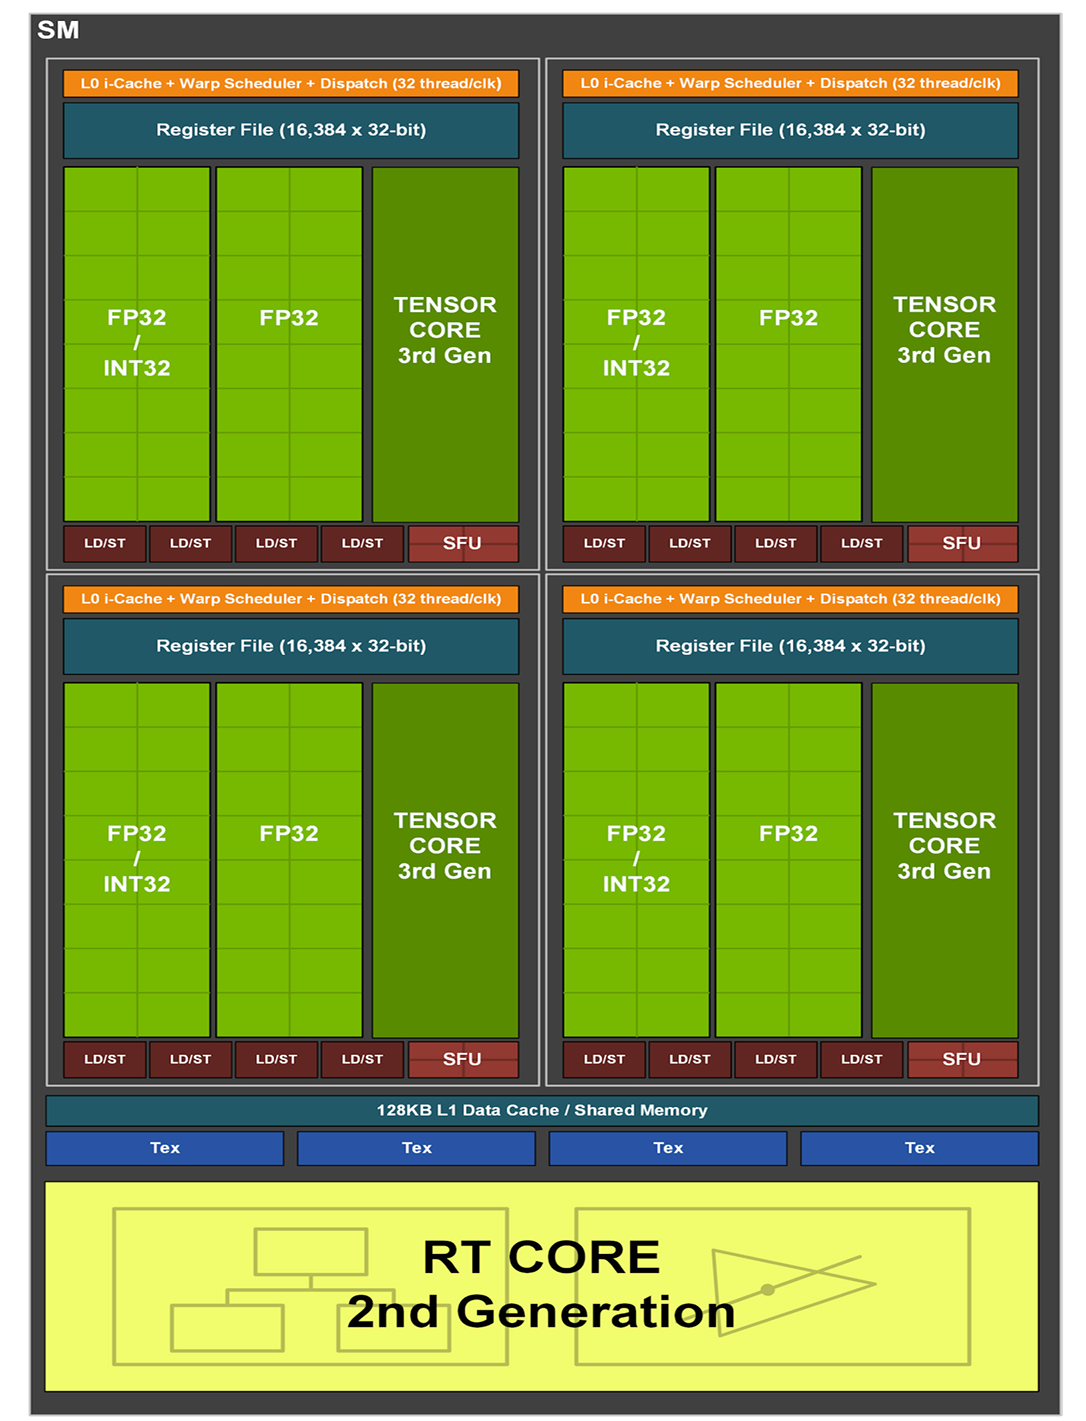 SM
L0 i-Cache + Warp Scheduler + Dispatch (32 thread/clk)
Register File (16,384 x 32-bit)
FP32
/
INT32
FP32
TENSOR
CORE
3rd Gen
LD/ST
LD/ST
LD/ST
LD/ST
SFU
L0 i-Cache + Warp Scheduler + Dispatch (32 thread/clk)
Register File (16,384 x 32-bit)
FP32
/
INT32
FP32
TENSOR
CORE
3rd Gen
LD/ST
LD/ST
LD/ST
LD/ST
SFU
L0 i-Cache + Warp Scheduler + Dispatch (32 thread/clk)
Register File (16,384 x 32-bit)
FP32
/
INT32
FP32
TENSOR
CORE
3rd Gen
LD/ST
LD/ST
LD/ST
LD/ST
SFU
L0 i-Cache + Warp Scheduler + Dispatch (32 thread/clk)
Register File (16,384 x 32-bit)
FP32
/
INT32
FP32
TENSOR
CORE
3rd Gen
LD/ST
LD/ST
LD/ST
LD/ST
SFU
128KB L1 Data Cache / Shared Memory
Tex
Tex
Tex
Tex
RT CORE
2nd Generation